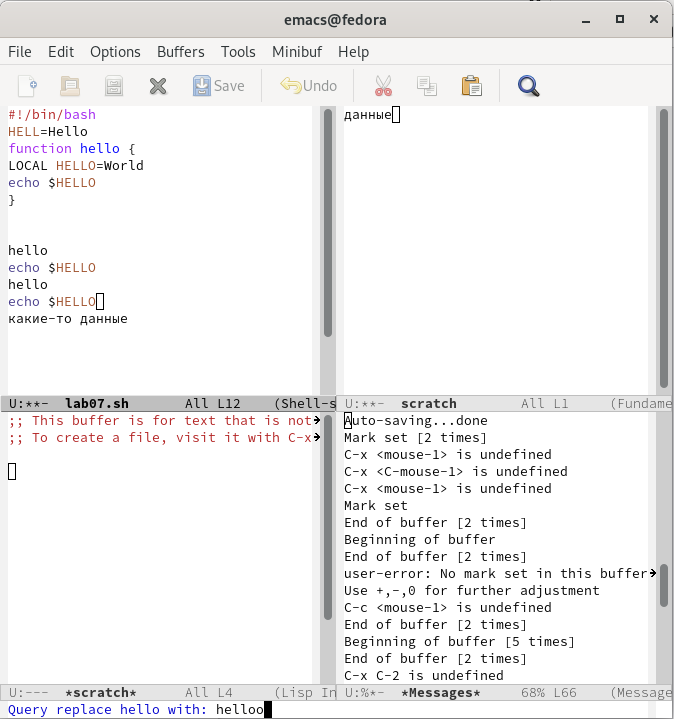 emacs@fedora
File Edit Options Buffers Tools Minibuf Help
Save Undo
#!/bin/bash
HELL=Hello
function hello {
LOCAL HELLO=World
echo $HELLO
}
hello
echo $HELLO
hello
echo $HELLO
какие-то данные
U:**- lab07.sh All L12 (Shell-s
данные
U:**- scratch All L1 (Fundame
;; This buffer is for text that is not
;; To create a file, visit it with C-x
U:--- *scratch* All L4 (Lisp In
Auto-saving...done
Mark set [2 times]
C-x <mouse-1> is undefined
C-x <C-mouse-1> is undefined
C-x <mouse-1> is undefined
Mark set
End of buffer [2 times]
Beginning of buffer
End of buffer [2 times]
user-error: No mark set in this buffer
Use +,-,0 for further adjustment
C-c <mouse-1> is undefined
End of buffer [2 times]
Beginning of buffer [5 times]
End of buffer [2 times]
C-x C-2 is undefined
U:%*- *Messages* 68% L66 (Message
Query replace hello with: helloo